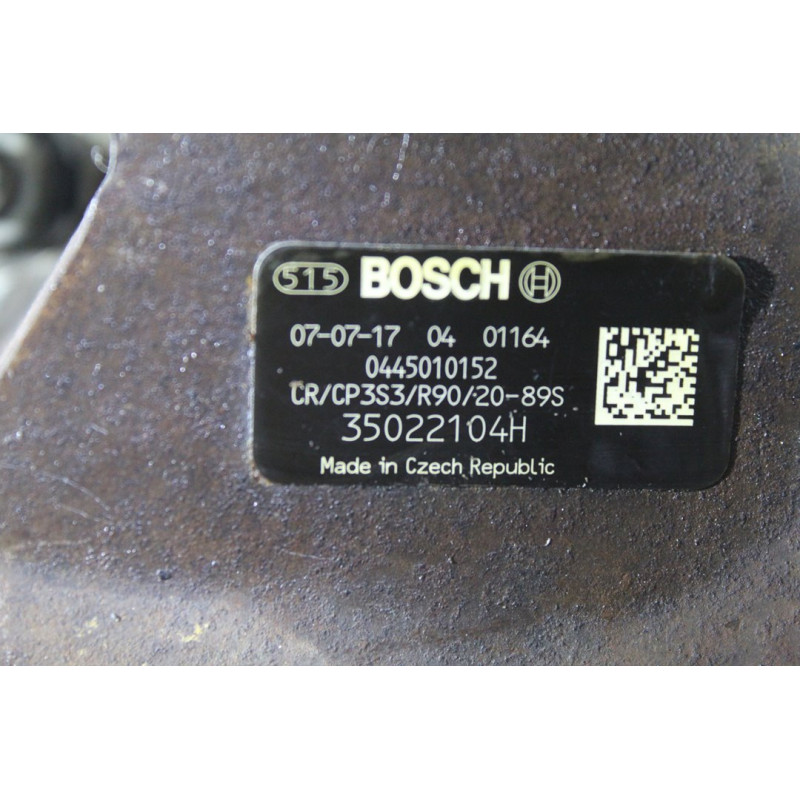 515 BOSCH
07-07-17 04 01164
0445010152
CR/CP3S3/R90/20-89S
35022104H
Made in Czech Republic